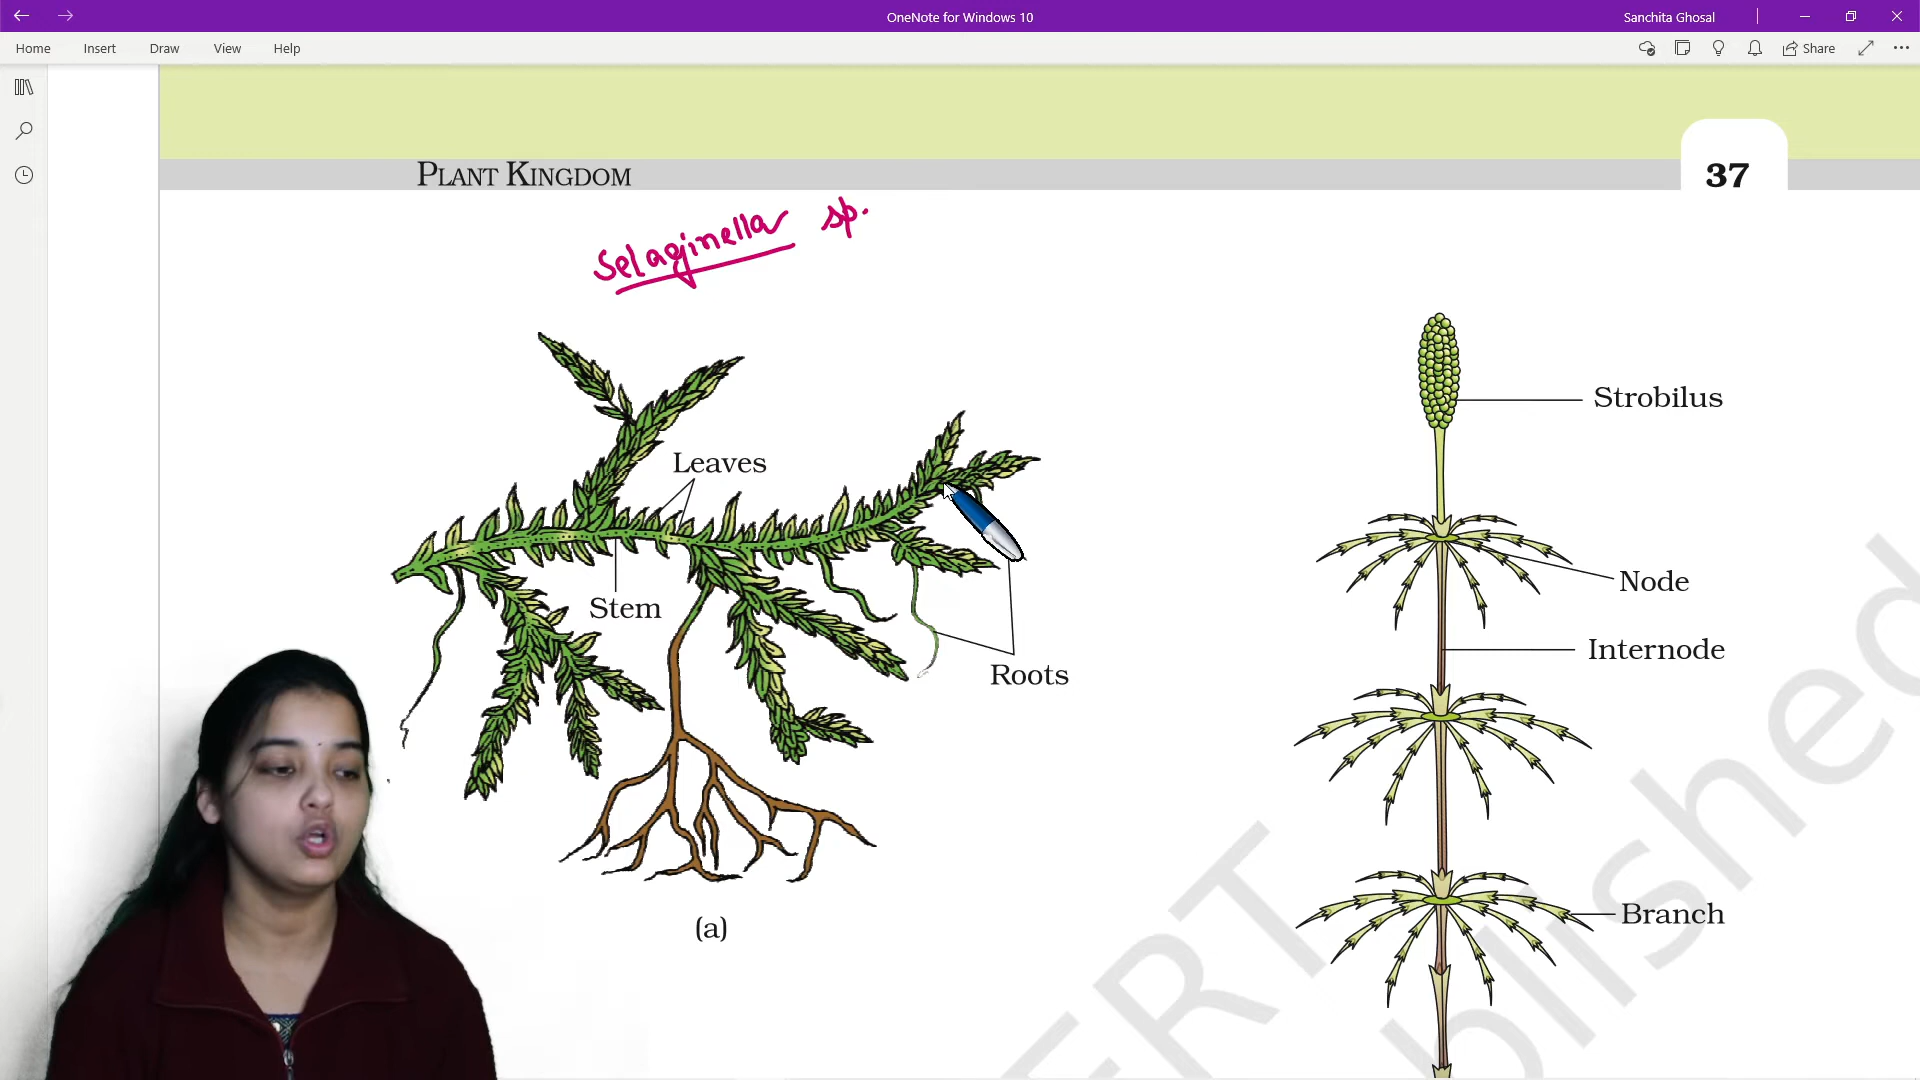 OneNote for Windows 10
Sanchita Ghosal
Home Insert Draw View Help
Share
PLANT KINGDOM
37
Selaginella sp.
Strobilus
Leaves
Node
Stem
Internode
Roots
Branch
(a)